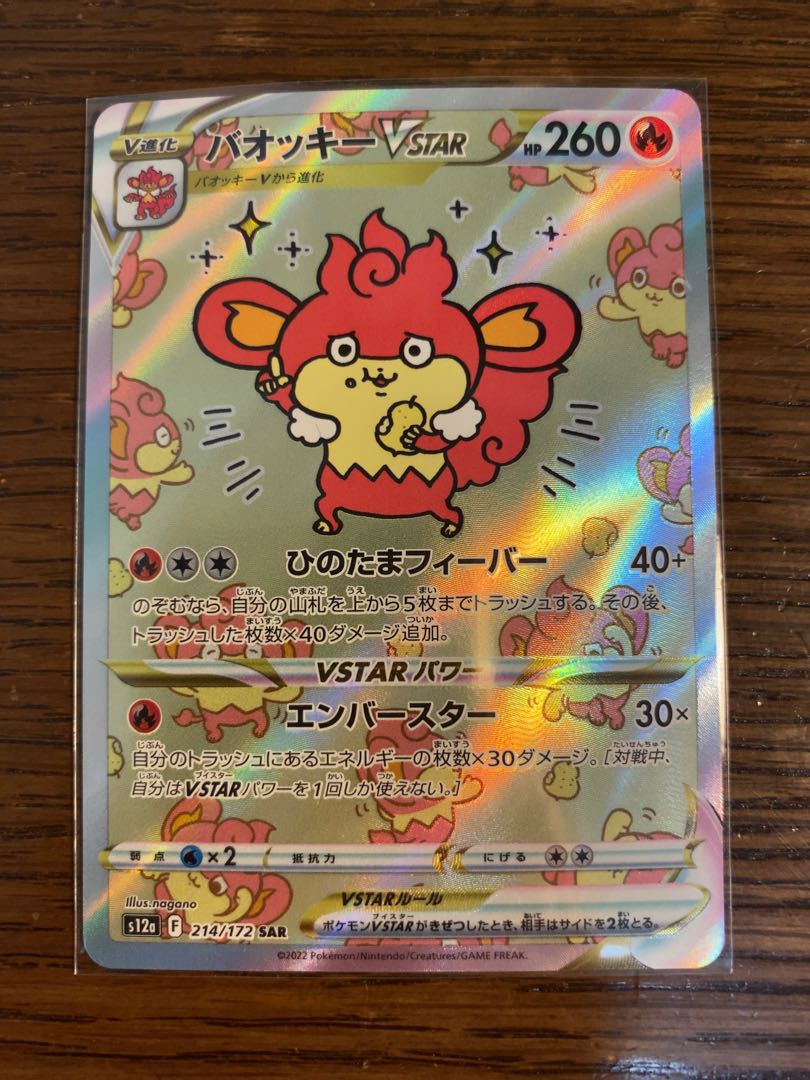 V進化
バオッキーVSTAR
HP 260
バオッキーVから進化
ひのたまフィーバー 40+
のぞむなら、自分の山札を上から5枚までトラッシュする。その後、
トラッシュした枚数×40ダメージ追加。
VSTARパワー
エンバースター 30×
自分のトラッシュにあるエネルギーの枚数×30ダメージ。[対戦中、
自分はVSTARパワーを1回しか使えない。]
弱点 ×2 抵抗力 にげる
Illus.nagano
VSTARルール
ポケモンVSTARがきぜつしたとき、相手はサイドを2枚とる。
s12a F 214/172 SAR
©2022 Pokémon/Nintendo/Creatures/GAME FREAK.